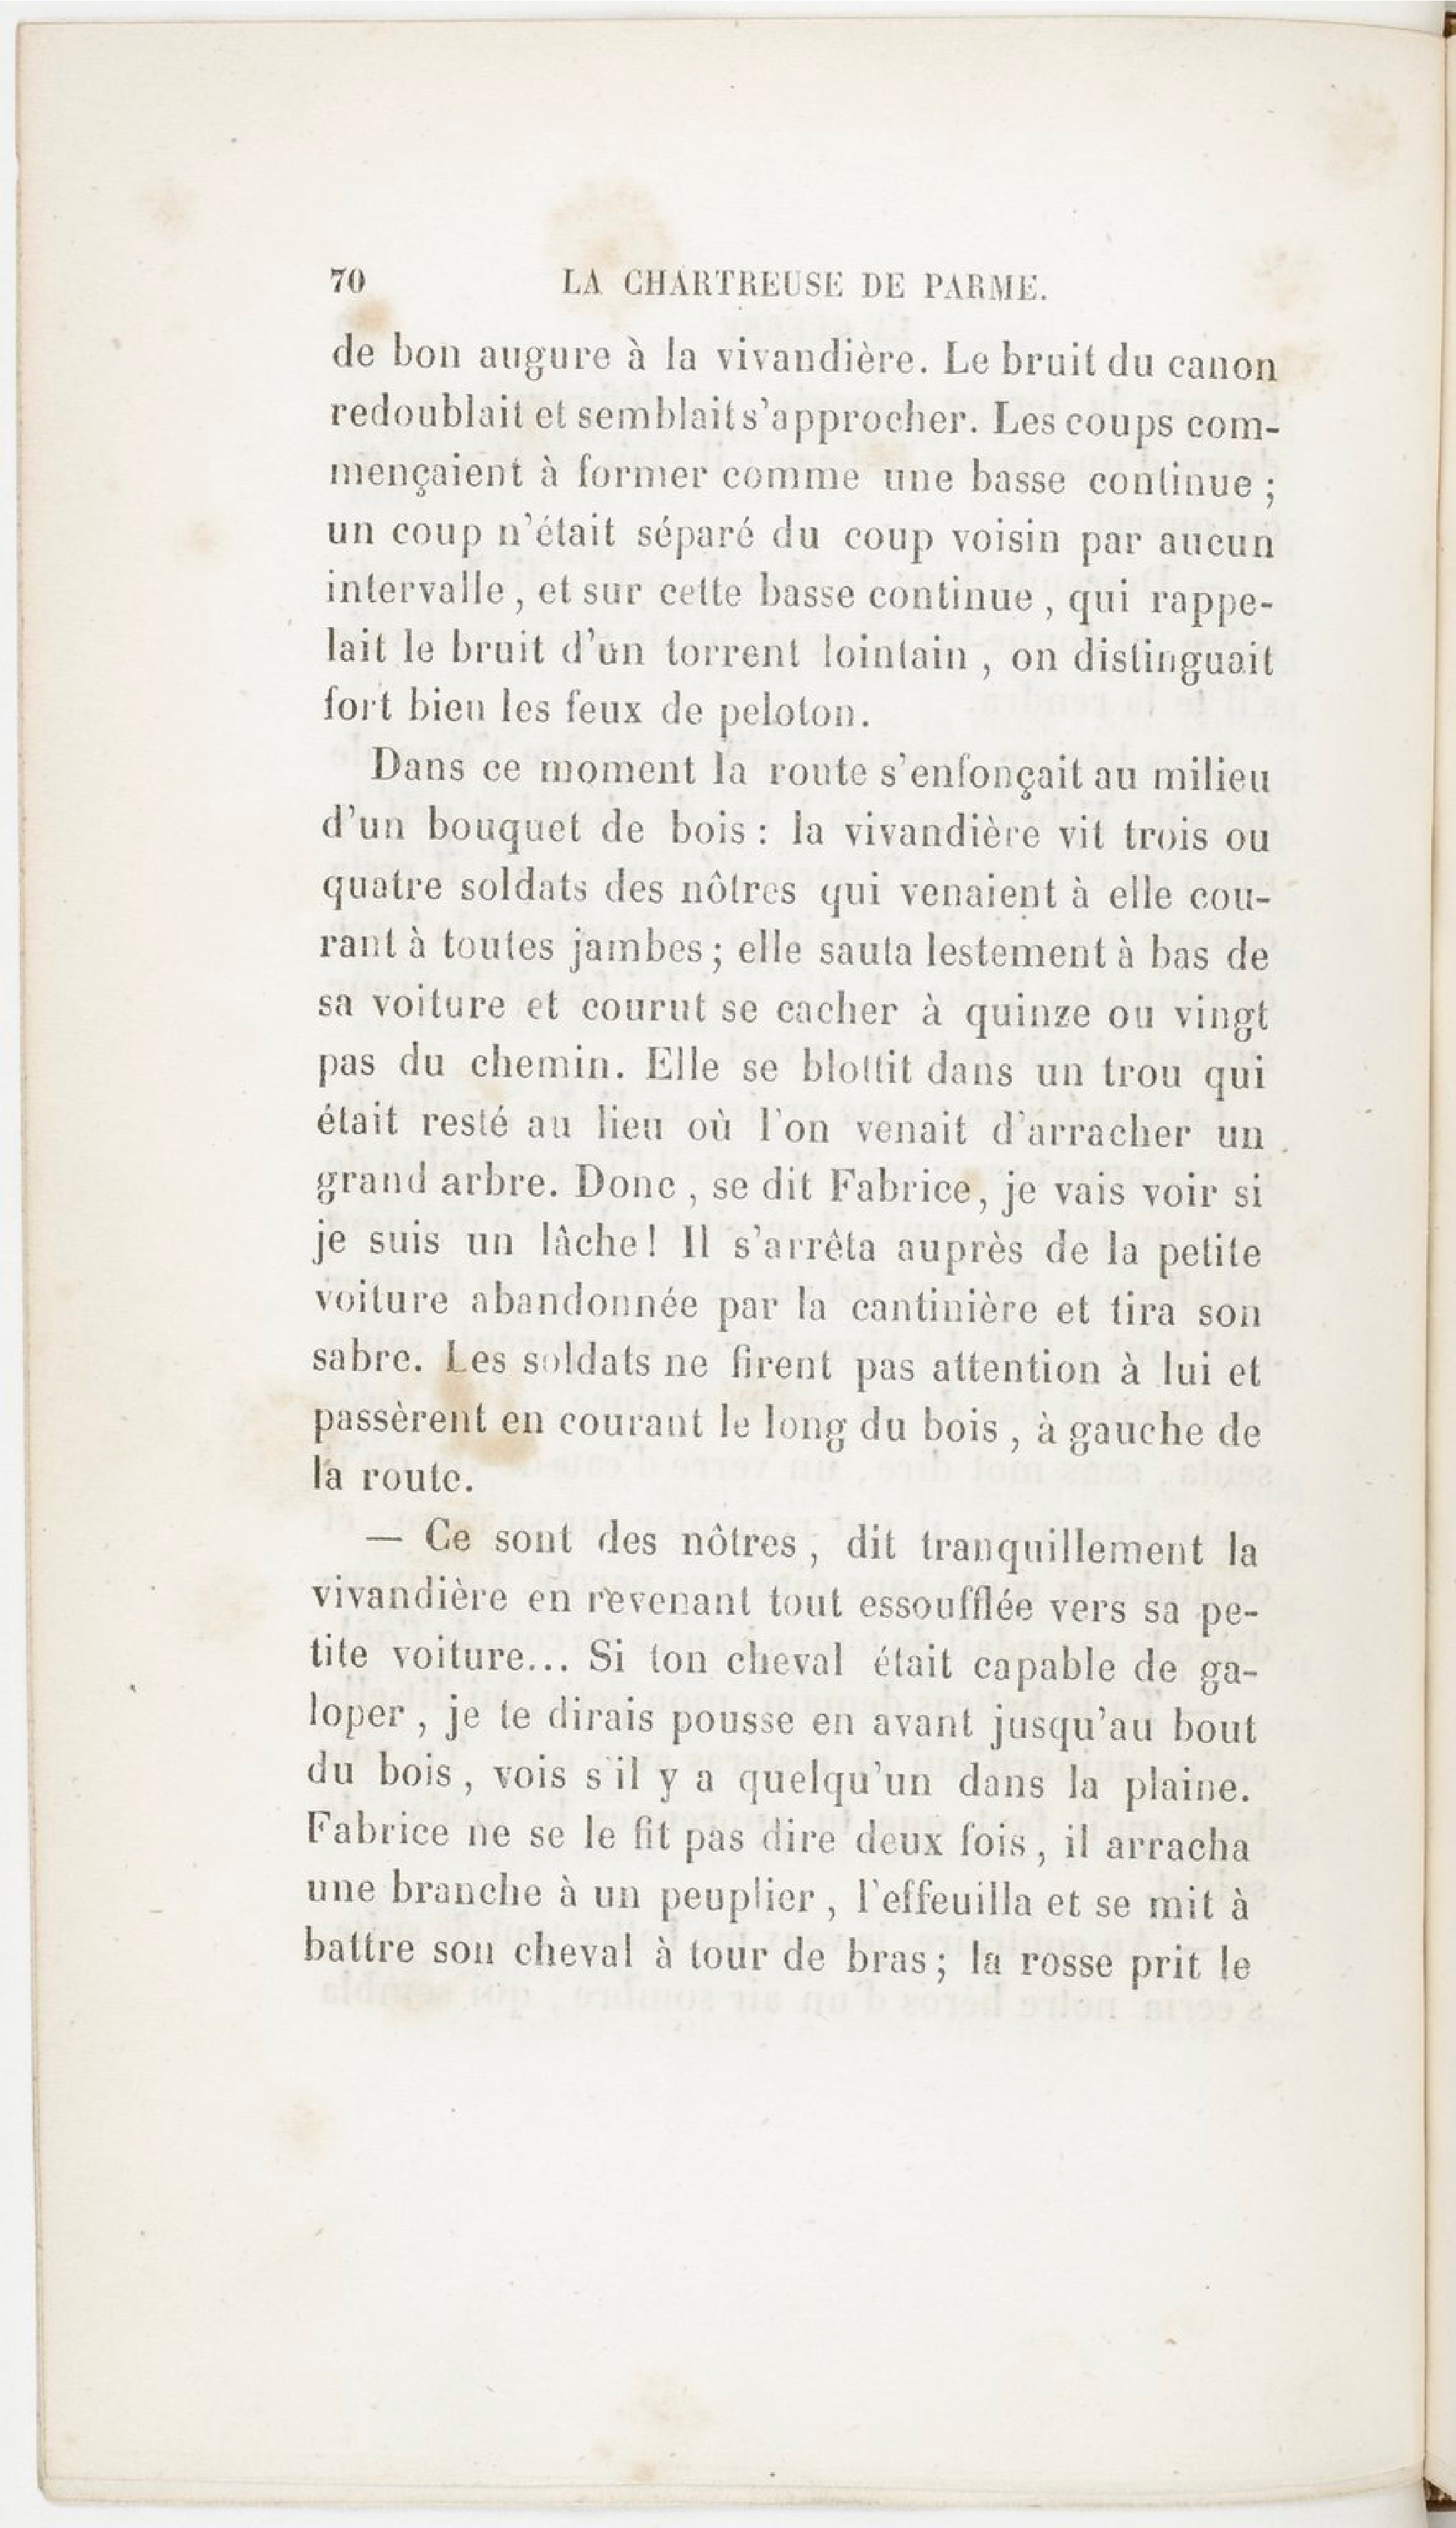 70 LA CHARTREUSE DE PARME.
de bon augure à la vivandière. Le bruit du canon
redoublait et semblait s'approcher. Les coups com-
mençaient à former comme une basse continue ;
un coup n'était séparé du coup voisin par aucun
intervalle , et sur cette basse continue , qui rappe-
lait le bruit d'un torrent lointain , on distinguait
fort bien les feux de peloton.
Dans ce moment la route s'enfonçait au milieu
d'un bouquet de bois : la vivandière vit trois ou
quatre soldats des nôtres qui venaient à elle cou-
rant à toutes jambes ; elle sauta lestement à bas de
sa voiture et courut se cacher à quinze ou vingt
pas du chemin. Elle se blottit dans un trou qui
était resté au lieu où l'on venait d'arracher un
grand arbre. Donc , se dit Fabrice, je vais voir si
je suis un lâche! Il s'arrêta auprès de la petite
voiture abandonnée par la cantinière et tira son
sabre. Les soldats ne firent pas attention à lui et
passèrent en courant le long du bois , à gauche de
la route.
— Ce sont des nôtres , dit tranquillement la
vivandière en revenant tout essoufflée vers sa pe-
tite voiture... Si ton cheval était capable de ga-
loper , je te dirais pousse en avant jusqu'au bout
du bois , vois s'il y a quelqu'un dans la plaine.
Fabrice ne se le fit pas dire deux fois , il arracha
une branche à un peuplier , l'effeuilla et se mit à
battre son cheval à tour de bras ; la rosse prit le